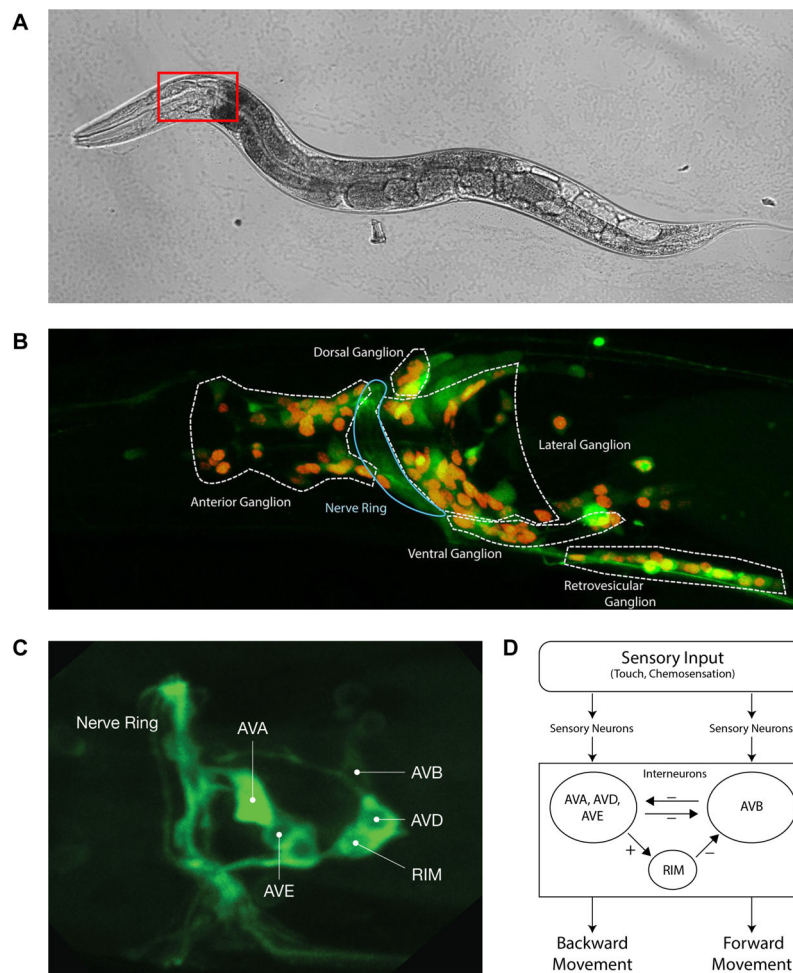 A
B
Dorsal Ganglion
Lateral Ganglion
Anterior Ganglion
Nerve Ring
Ventral Ganglion
Retrovesicular
Ganglion
C
Nerve Ring
AVA
AVB
AVD
RIM
AVE
D
Sensory Input
(Touch, Chemosensation)
Sensory Neurons
Sensory Neurons
Interneurons
AVA, AVD,
AVE
−
−
AVB
+
−
RIM
Backward
Movement
Forward
Movement